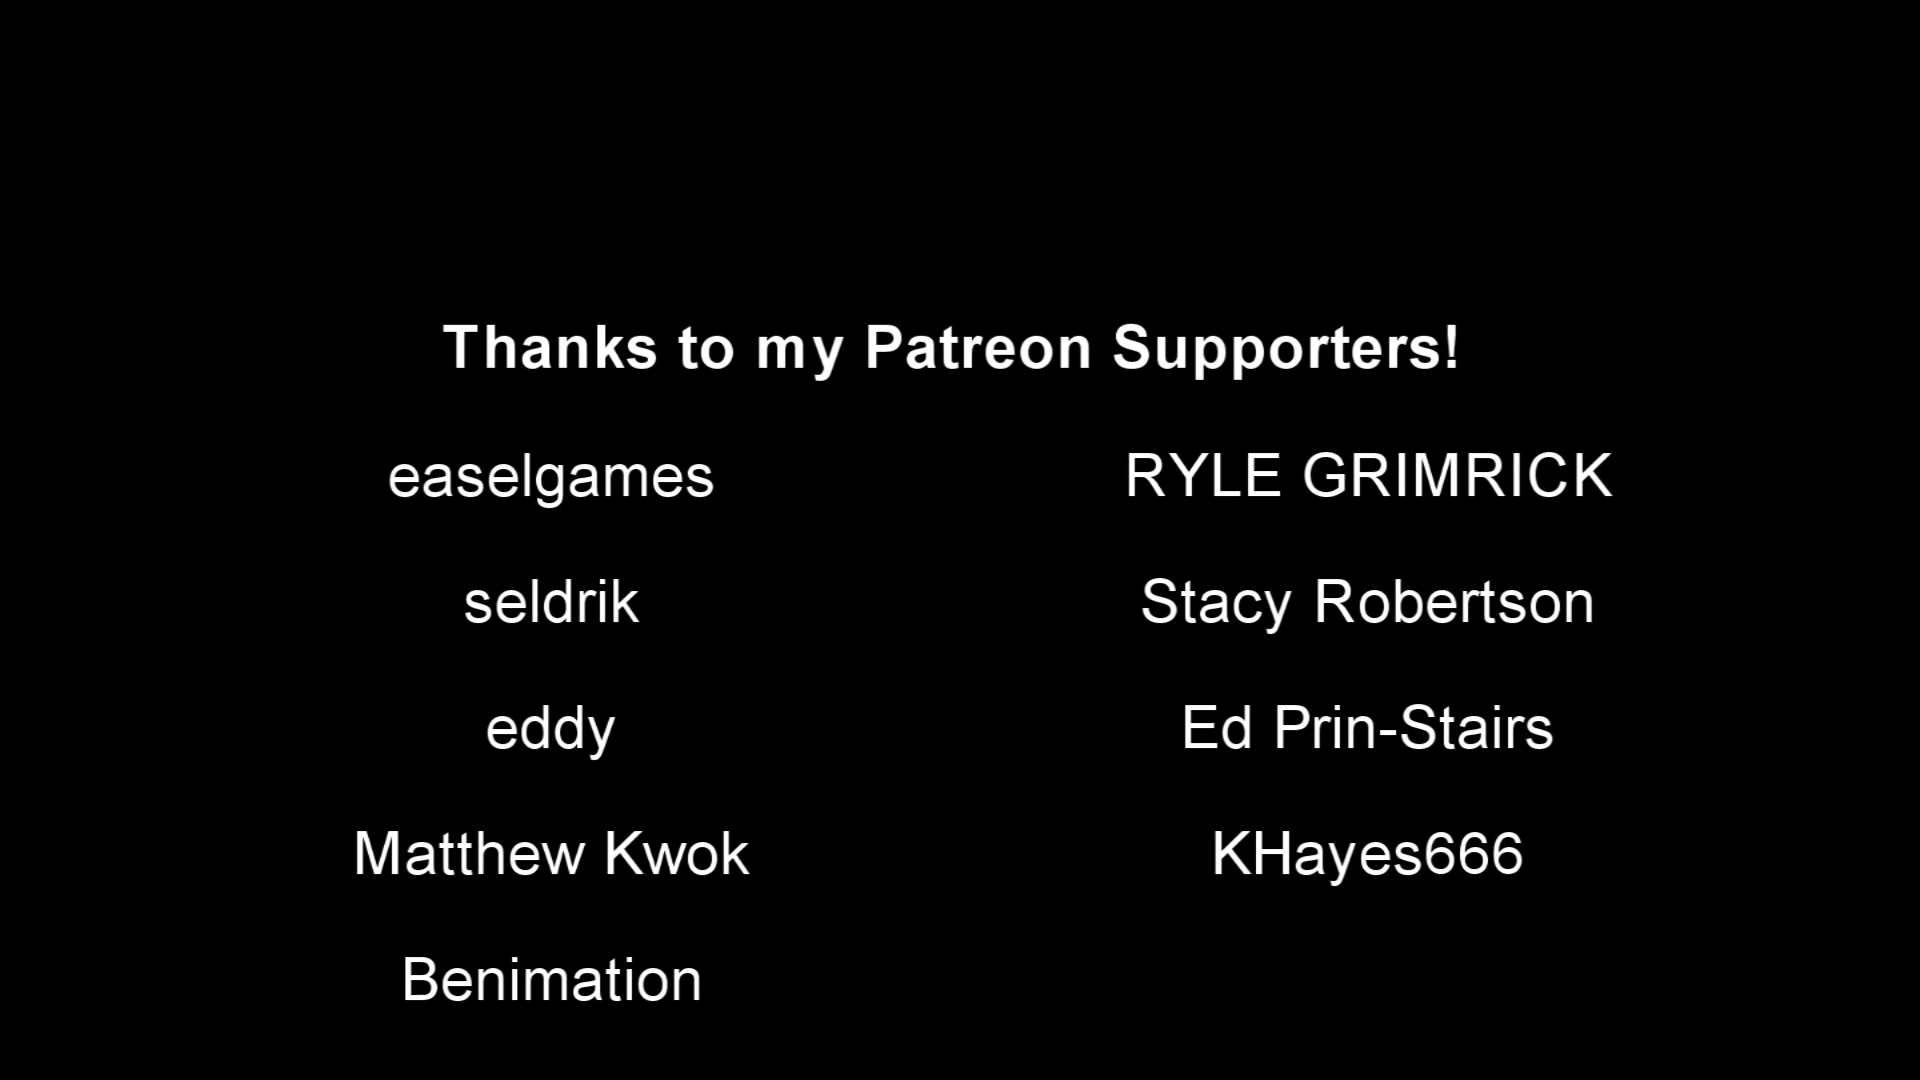 Thanks to my Patreon Supporters!
easelgames
RYLE GRIMRICK
seldrik
Stacy Robertson
eddy
Ed Prin-Stairs
Matthew Kwok
KHayes666
Benimation